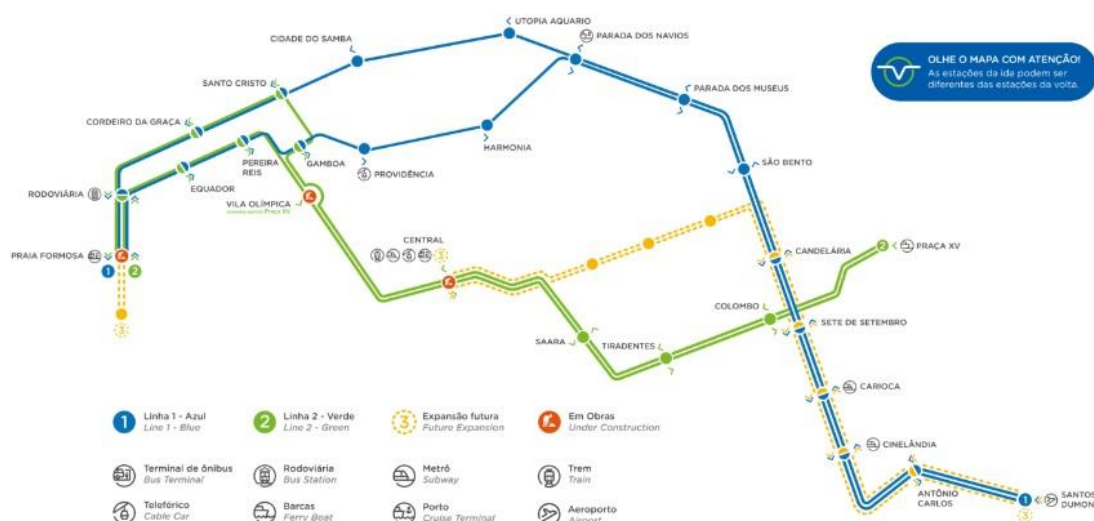 UTOPIA AQUARIO
PARADA DOS NAVIOS
CIDADE DO SAMBA
OLHE O MAPA COM ATENÇÃO!
As estações da ida podem ser
diferentes das estações da volta.
SANTO CRISTO
PARADA DOS MUSEUS
CORDEIRO DA GRAÇA
HARMONIA
PEREIRA
REIS
GAMBOA
SÃO BENTO
PROVIDÊNCIA
EQUADOR
RODOVIÁRIA
VILA OLÍMPICA
CENTRAL
3
PRAIA FORMOSA
1
2
CANDELÁRIA
2
PRAÇA XV
COLOMBO
3
SETE DE SETEMBRO
SAARA
TIRADENTES
CARIOCA
CINELÂNDIA
ANTÔNIO
CARLOS
1
3
SANTOS
DUMON
1
Linha 1 - Azul
Line 1 - Blue
2
Linha 2 - Verde
Line 2 - Green
3
Expansão futura
Future Expansion
Em Obras
Under Construction
Terminal de ônibus
Bus Terminal
Rodoviária
Bus Station
Metrô
Subway
Trem
Train
Teleférico
Cable Car
Barcas
Ferry Boat
Porto
Cruise Terminal
Aeroporto
Airport